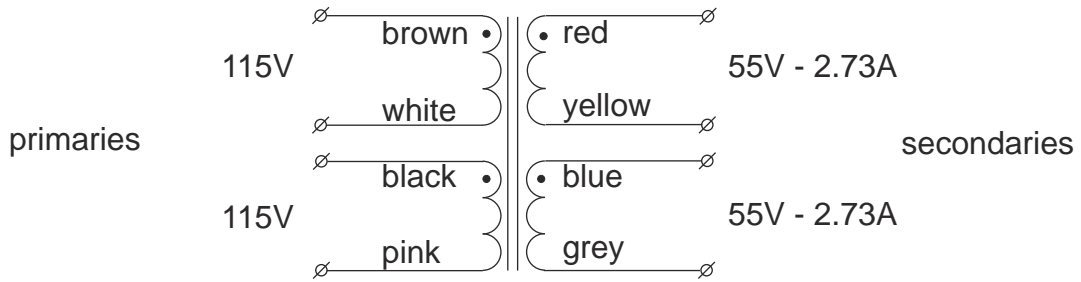 brown
red
115V
55V - 2.73A
white
yellow
primaries
secondaries
black
blue
115V
55V - 2.73A
pink
grey